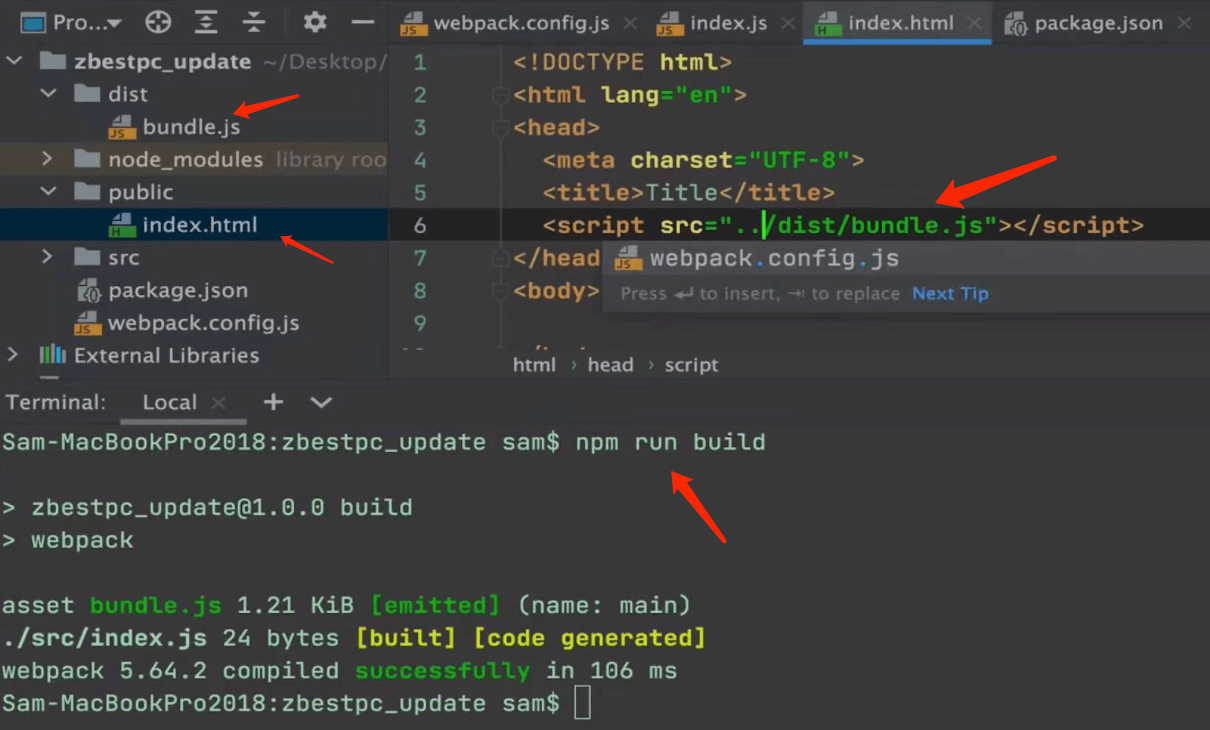 Pro...
webpack.config.js index.js index.html package.json
zbestpc_update ~/Desktop/
dist
bundle.js
node_modules library roo
public
index.html
src
package.json
webpack.config.js
External Libraries
1 <!DOCTYPE html>
2 <html lang="en">
3 <head>
4 <meta charset="UTF-8">
5 <title>Title</title>
6 <script src="../dist/bundle.js"></script>
7 </head
8 <body>
9
webpack.config.js
Press ↵ to insert, ⇥ to replace Next Tip
html › head › script
Terminal: Local × + 
Sam-MacBookPro2018:zbestpc_update sam$ npm run build
> zbestpc_update@1.0.0 build
> webpack
asset bundle.js 1.21 KiB [emitted] (name: main)
./src/index.js 24 bytes [built] [code generated]
webpack 5.64.2 compiled successfully in 106 ms
Sam-MacBookPro2018:zbestpc_update sam$